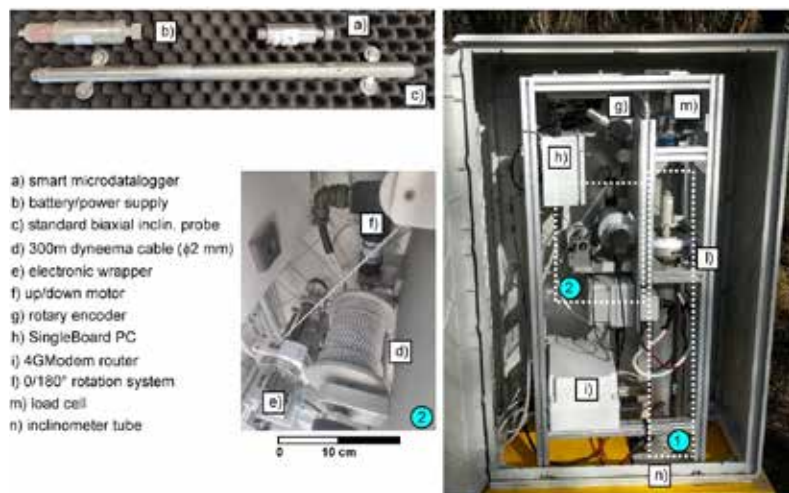 b)
a)
c)
a) smart microdatalogger
b) battery/power supply
c) standard biaxial inclin. probe
d) 300m dyneema cable (ϕ2 mm)
e) electronic wrapper
f) up/down motor
g) rotary encoder
h) SingleBoard PC
i) 4GModem router
l) 0/180° rotation system
m) load cell
n) inclinometer tube
f)
d)
e)
2
0 10 cm
g)
m)
h)
l)
2
i)
1
n)